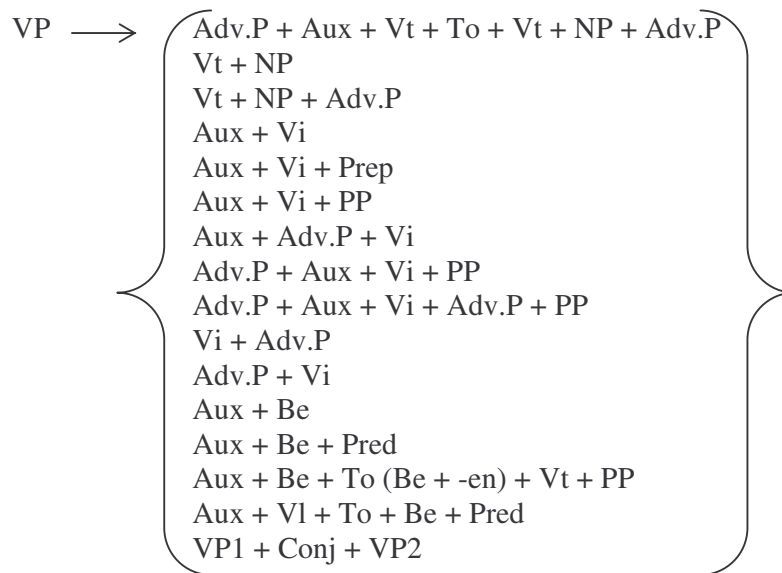 VP ⟶ Adv.P + Aux + Vt + To + Vt + NP + Adv.P
Vt + NP
Vt + NP + Adv.P
Aux + Vi
Aux + Vi + Prep
Aux + Vi + PP
Aux + Adv.P + Vi
Adv.P + Aux + Vi + PP
Adv.P + Aux + Vi + Adv.P + PP
Vi + Adv.P
Adv.P + Vi
Aux + Be
Aux + Be + Pred
Aux + Be + To (Be + -en) + Vt + PP
Aux + Vl + To + Be + Pred
VP1 + Conj + VP2